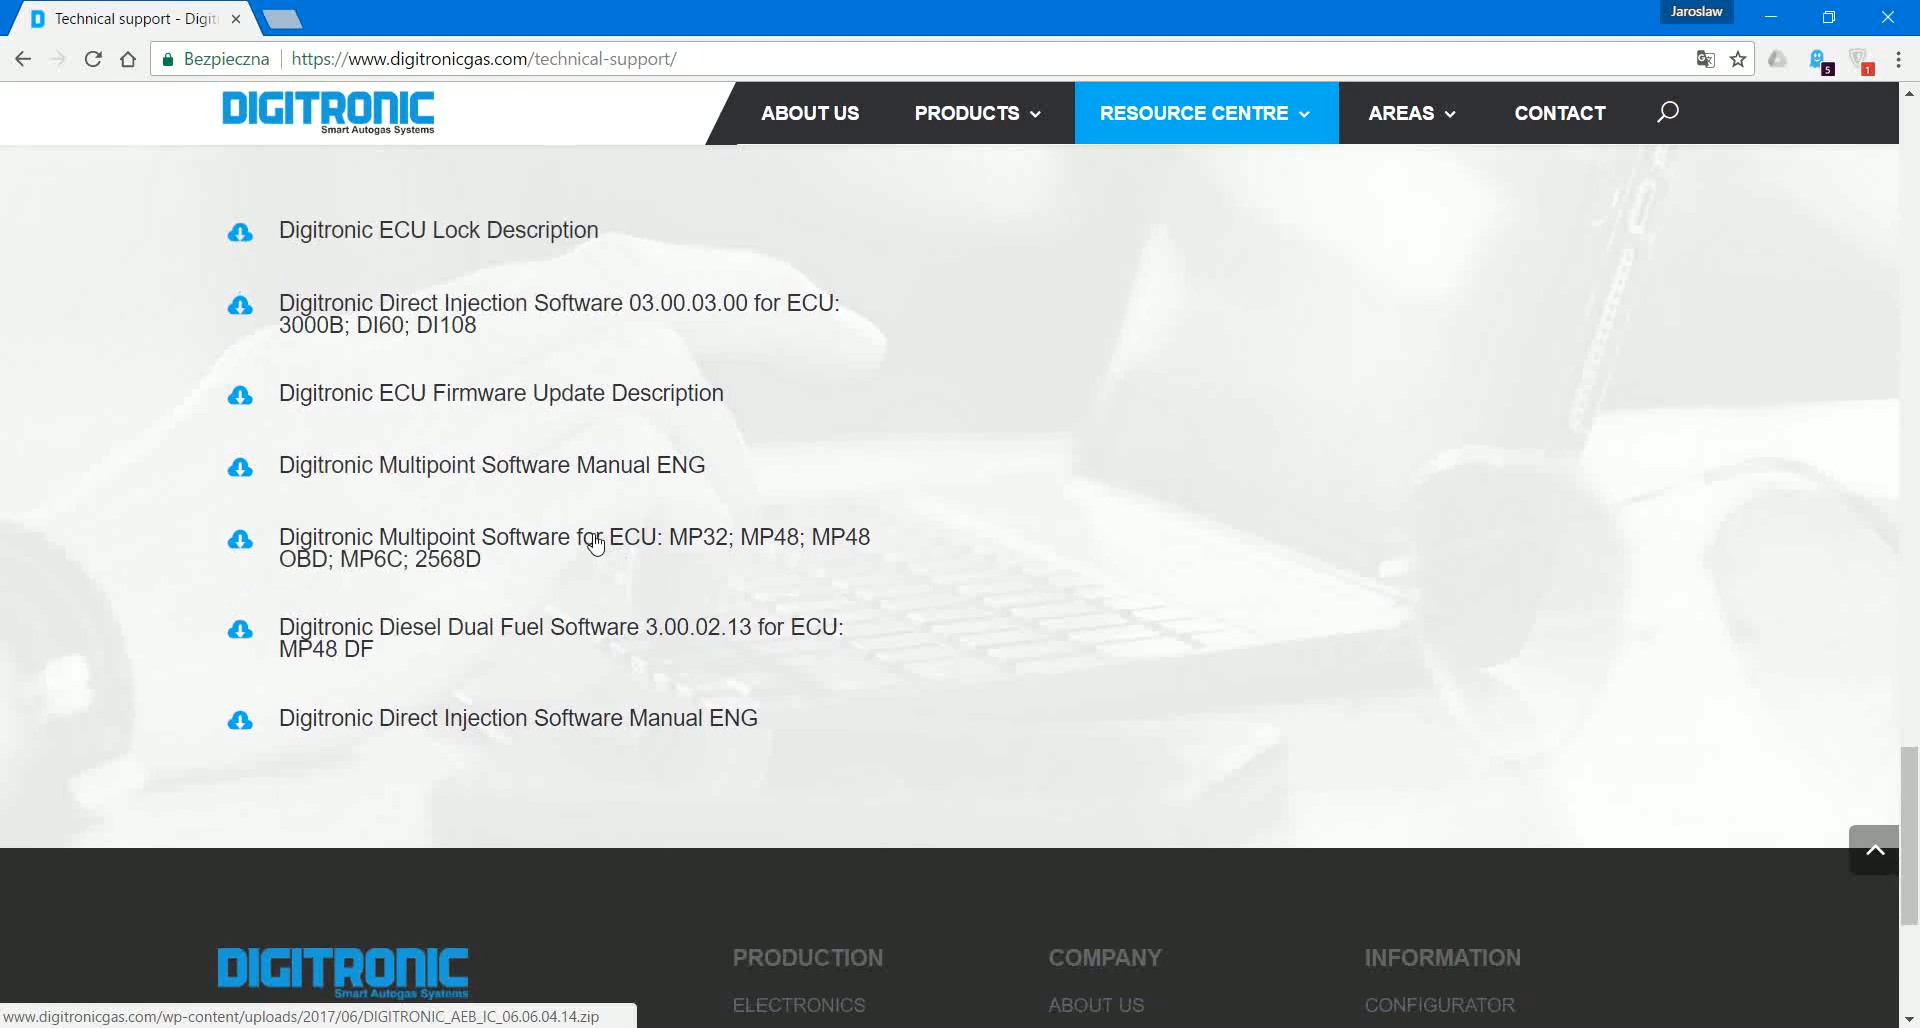 Technical support - Digit
Jaroslaw
Bezpieczna
https://www.digitronicgas.com/technical-support/
5
1
DIGITRONIC
Smart Autogas Systems
ABOUT US
PRODUCTS
RESOURCE CENTRE
AREAS
CONTACT
Digitronic ECU Lock Description
Digitronic Direct Injection Software 03.00.03.00 for ECU:
3000B; DI60; DI108
Digitronic ECU Firmware Update Description
Digitronic Multipoint Software Manual ENG
Digitronic Multipoint Software for ECU: MP32; MP48; MP48
OBD; MP6C; 2568D
Digitronic Diesel Dual Fuel Software 3.00.02.13 for ECU:
MP48 DF
Digitronic Direct Injection Software Manual ENG
DIGITRONIC
Smart Autogas Systems
PRODUCTION
COMPANY
INFORMATION
ELECTRONICS
ABOUT US
CONFIGURATOR
www.digitronicgas.com/wp-content/uploads/2017/06/DIGITRONIC_AEB_IC_06.06.04.14.zip